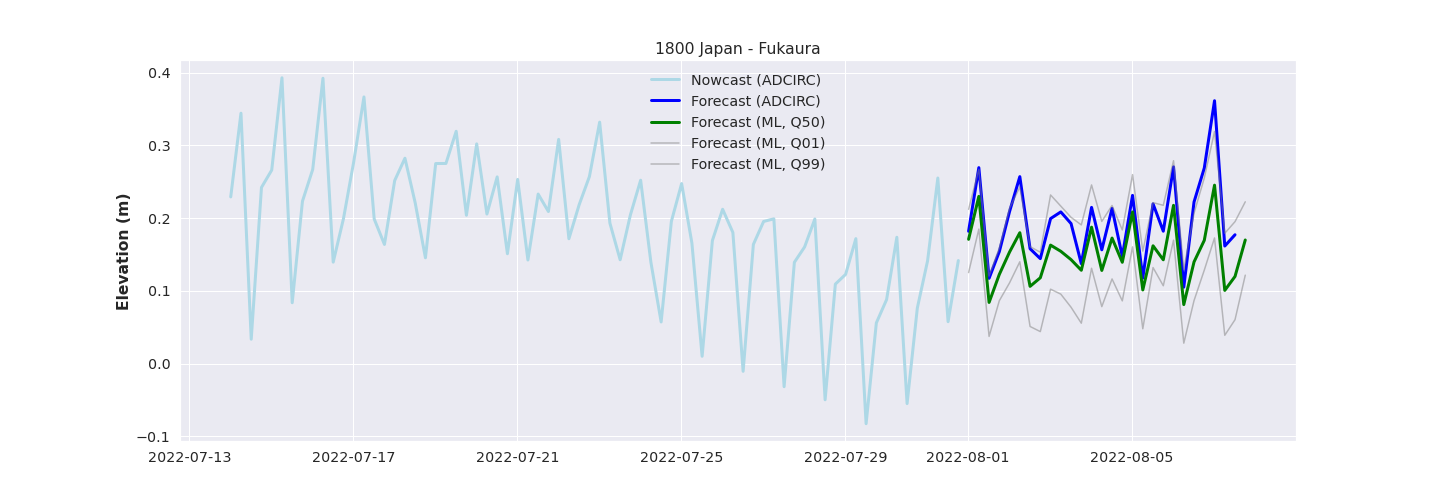 1800 Japan - Fukaura
Nowcast (ADCIRC)
Forecast (ADCIRC)
Forecast (ML, Q50)
Forecast (ML, Q01)
Forecast (ML, Q99)
Elevation (m)
0.4
0.3
0.2
0.1
0.0
−0.1
2022-07-13 2022-07-17 2022-07-21 2022-07-25 2022-07-29 2022-08-01 2022-08-05